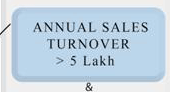 ANNUAL SALES
TURNOVER
> 5 Lakh
&